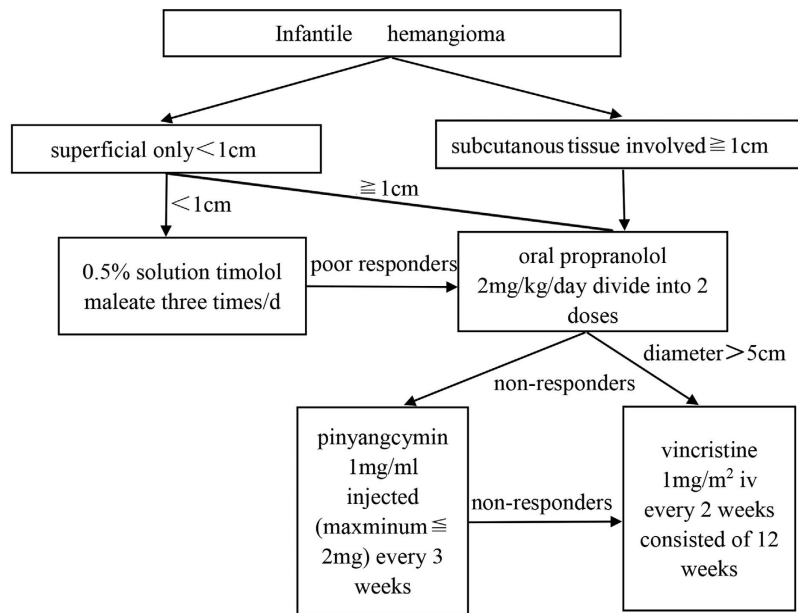 Infantile hemangioma
superficial only＜1cm
subcutanous tissue involved≧1cm
＜1cm
≧1cm
0.5% solution timolol
maleate three times/d
poor responders
oral propranolol
2mg/kg/day divide into 2
doses
non-responders
diameter＞5cm
pinyangcymin
1mg/ml
injected
(maxminum≦
2mg) every 3
weeks
non-responders
vincristine
1mg/m² iv
every 2 weeks
consisted of 12
weeks